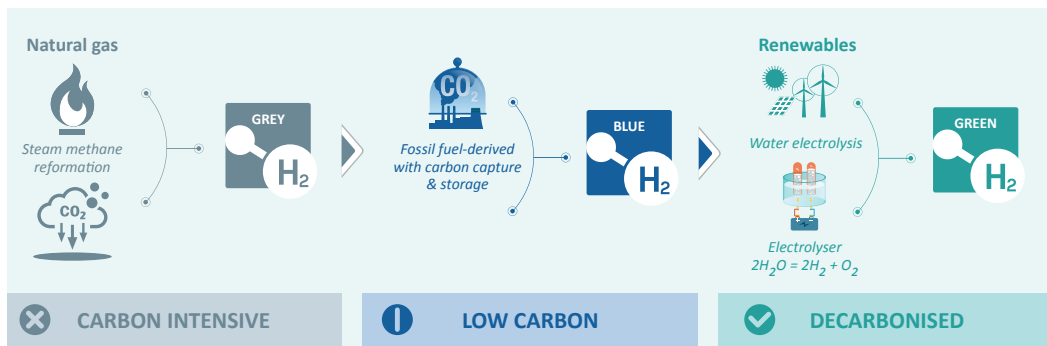 Natural gas
Steam methane
reformation
CO₂
GREY
H₂
CO₂
Fossil fuel-derived
with carbon capture
& storage
BLUE
H₂
Renewables
Water electrolysis
Electrolyser
2H₂O = 2H₂ + O₂
GREEN
H₂
CARBON INTENSIVE
LOW CARBON
DECARBONISED